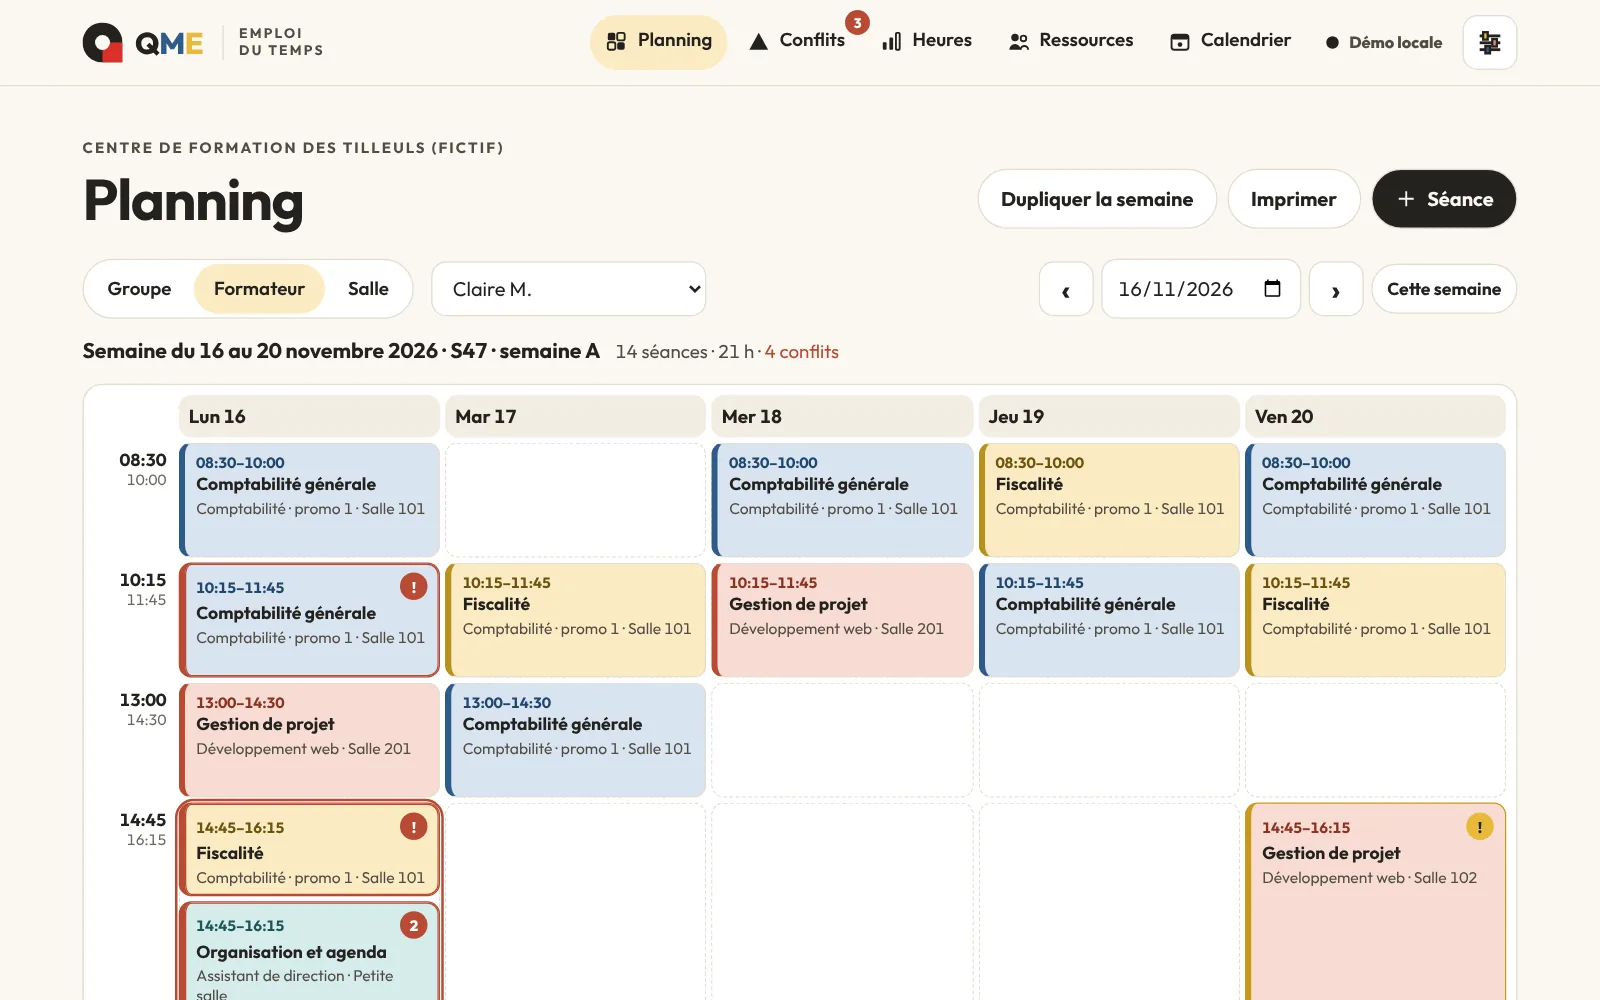 QME
EMPLOI
DU TEMPS
Planning
Conflits
3
Heures
Ressources
Calendrier
Démo locale
CENTRE DE FORMATION DES TILLEULS (FICTIF)
Planning
Dupliquer la semaine
Imprimer
+ Séance
Groupe
Formateur
Salle
Claire M.
‹
16/11/2026
›
Cette semaine
Semaine du 16 au 20 novembre 2026 · S47 · semaine A
14 séances · 21 h · 4 conflits
Lun 16
Mar 17
Mer 18
Jeu 19
Ven 20
08:30
10:00
08:30–10:00
Comptabilité générale
Comptabilité · promo 1 · Salle 101
08:30–10:00
Comptabilité générale
Comptabilité · promo 1 · Salle 101
08:30–10:00
Fiscalité
Comptabilité · promo 1 · Salle 101
08:30–10:00
Comptabilité générale
Comptabilité · promo 1 · Salle 101
10:15
11:45
10:15–11:45
!
Comptabilité générale
Comptabilité · promo 1 · Salle 101
10:15–11:45
Fiscalité
Comptabilité · promo 1 · Salle 101
10:15–11:45
Gestion de projet
Développement web · Salle 201
10:15–11:45
Comptabilité générale
Comptabilité · promo 1 · Salle 101
10:15–11:45
Fiscalité
Comptabilité · promo 1 · Salle 101
13:00
14:30
13:00–14:30
Gestion de projet
Développement web · Salle 201
13:00–14:30
Comptabilité générale
Comptabilité · promo 1 · Salle 101
14:45
16:15
14:45–16:15
!
Fiscalité
Comptabilité · promo 1 · Salle 101
14:45–16:15
2
Organisation et agenda
Assistant de direction · Petite
salle
14:45–16:15
!
Gestion de projet
Développement web · Salle 102